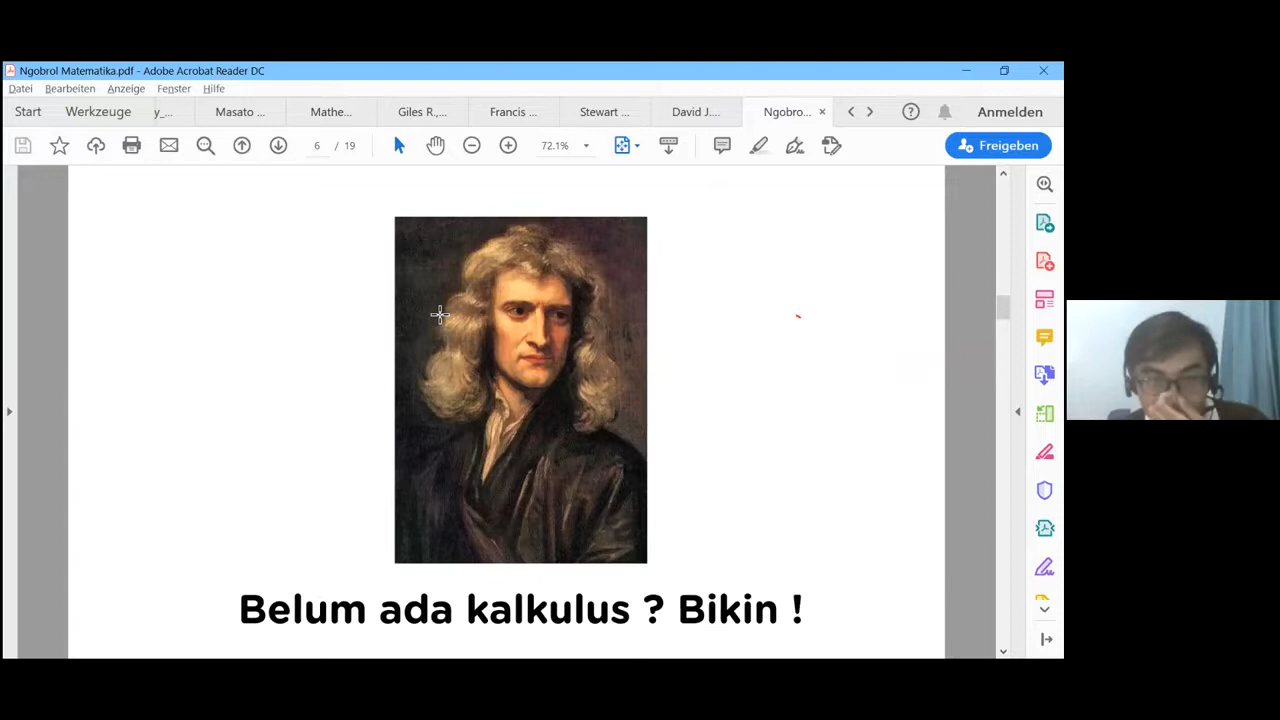 Ngobrol Matematika.pdf - Adobe Acrobat Reader DC
Datei Bearbeiten Anzeige Fenster Hilfe
Start Werkzeuge y_... Masato ... Mathe... Giles R.,... Francis ... Stewart ... David J.... Ngobro... Anmelden
6 / 19 72.1% Freigeben
Belum ada kalkulus ? Bikin !